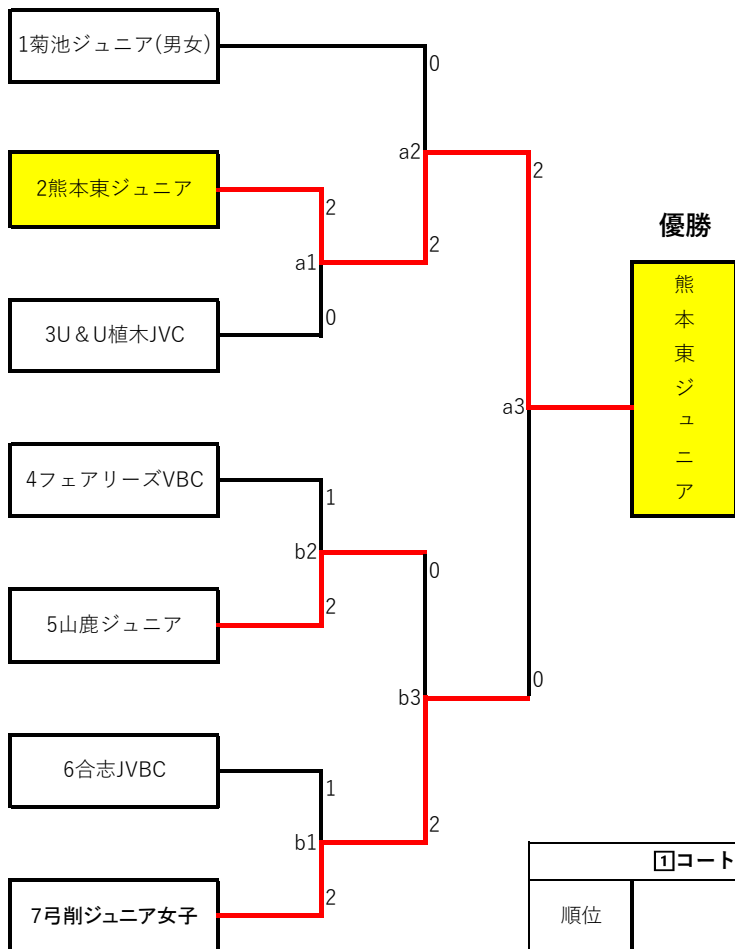 1菊池ジュニア(男女)
0
a2
2
2熊本東ジュニア
2
2
a1
0
3U＆U植木JVC
優勝
熊本東ジュニア
a3
4フェアリーズVBC
1
b2
0
2
5山鹿ジュニア
0
b3
6合志JVBC
1
2
b1
2
7弓削ジュニア女子
1コート
順位